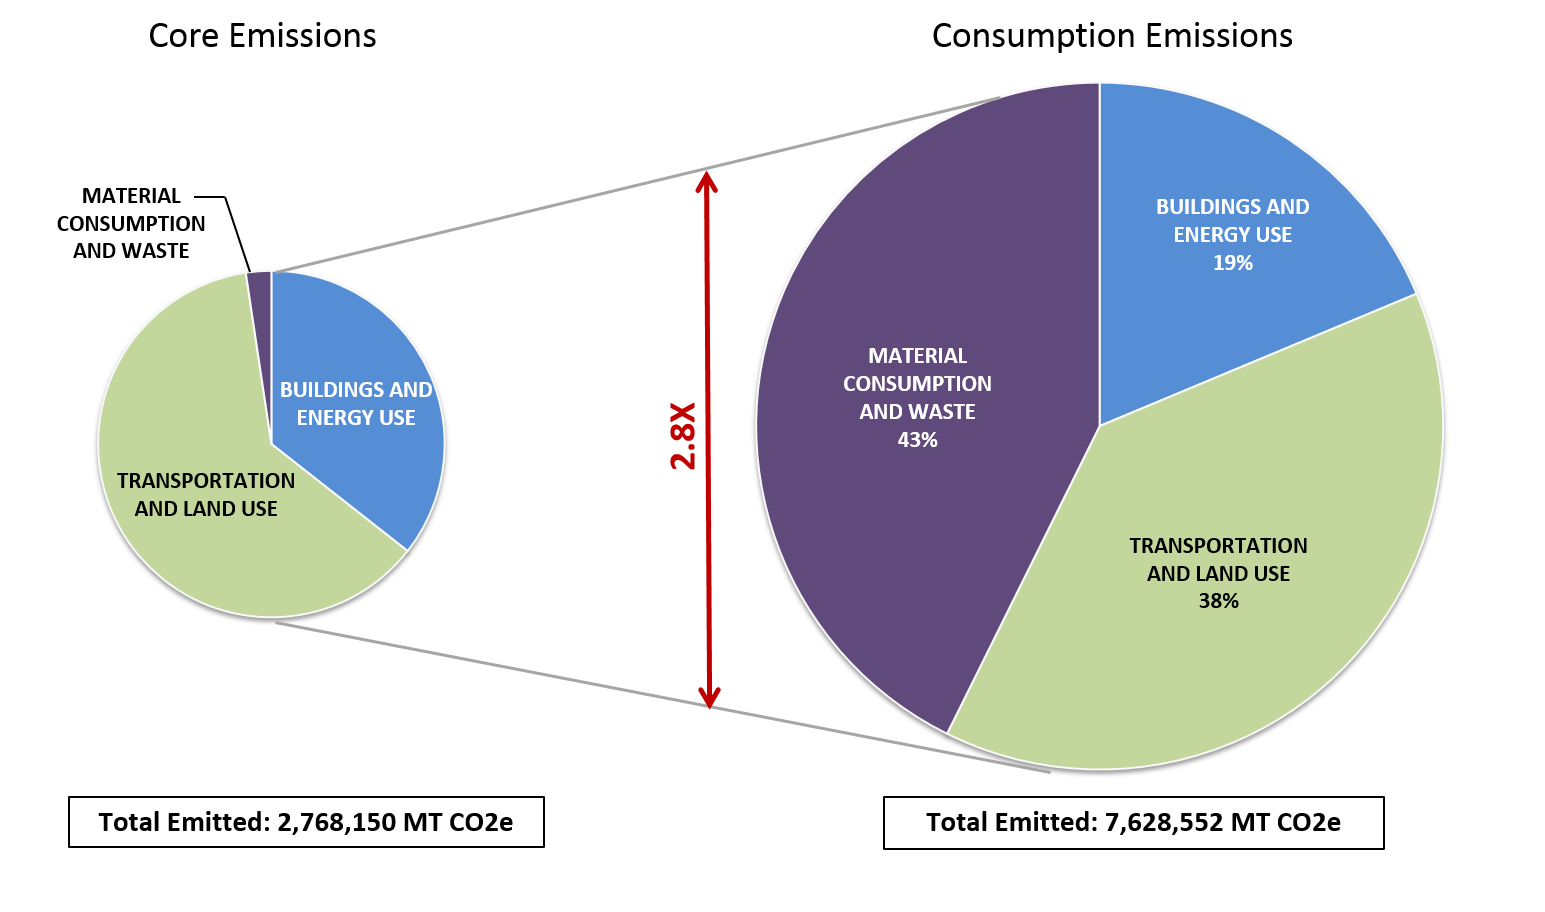 Core Emissions
Consumption Emissions
MATERIAL
CONSUMPTION
AND WASTE
BUILDINGS AND
ENERGY USE
TRANSPORTATION
AND LAND USE
2.8X
BUILDINGS AND
ENERGY USE
19%
MATERIAL
CONSUMPTION
AND WASTE
43%
TRANSPORTATION
AND LAND USE
38%
Total Emitted: 2,768,150 MT CO2e
Total Emitted: 7,628,552 MT CO2e